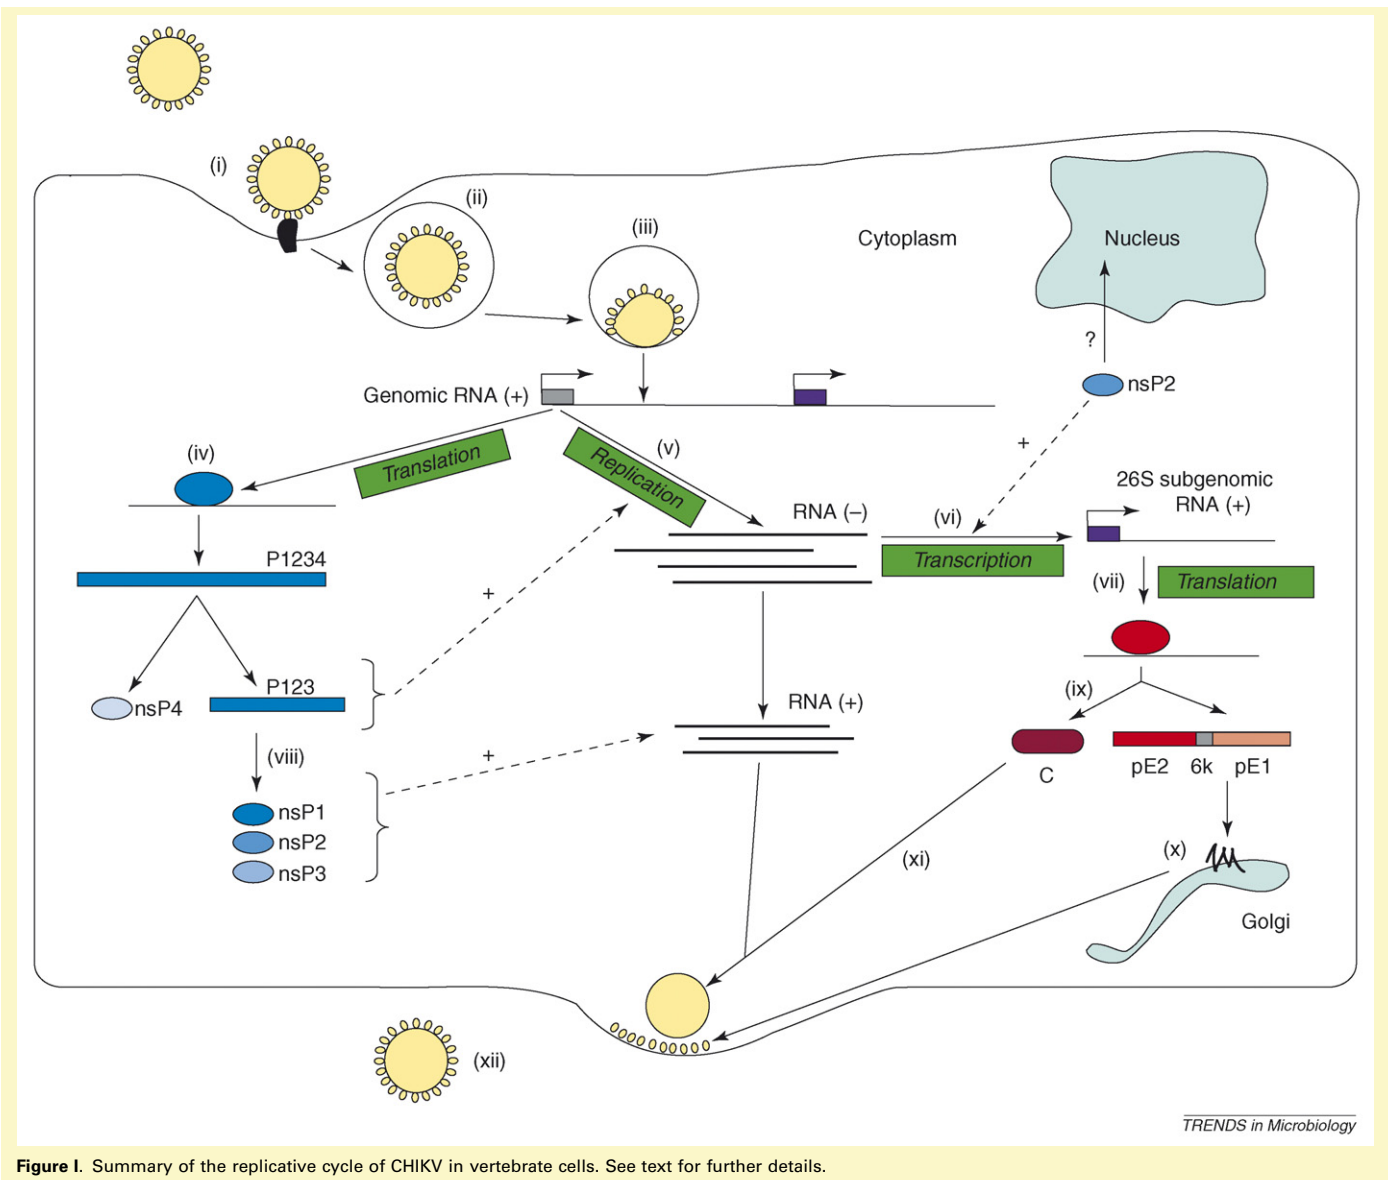 (i)
(ii)
(iii)
Cytoplasm
Nucleus
?
nsP2
Genomic RNA (+)
(iv)
Translation
Replication
(v)
+
26S subgenomic
RNA (+)
RNA (–)
(vi)
Transcription
(vii)
Translation
P1234
+
P123
nsP4
(viii)
nsP1
nsP2
nsP3
+
RNA (+)
(ix)
C
pE2
6k
pE1
(x)
(xi)
Golgi
(xii)
TRENDS in Microbiology
Figure I. Summary of the replicative cycle of CHIKV in vertebrate cells. See text for further details.